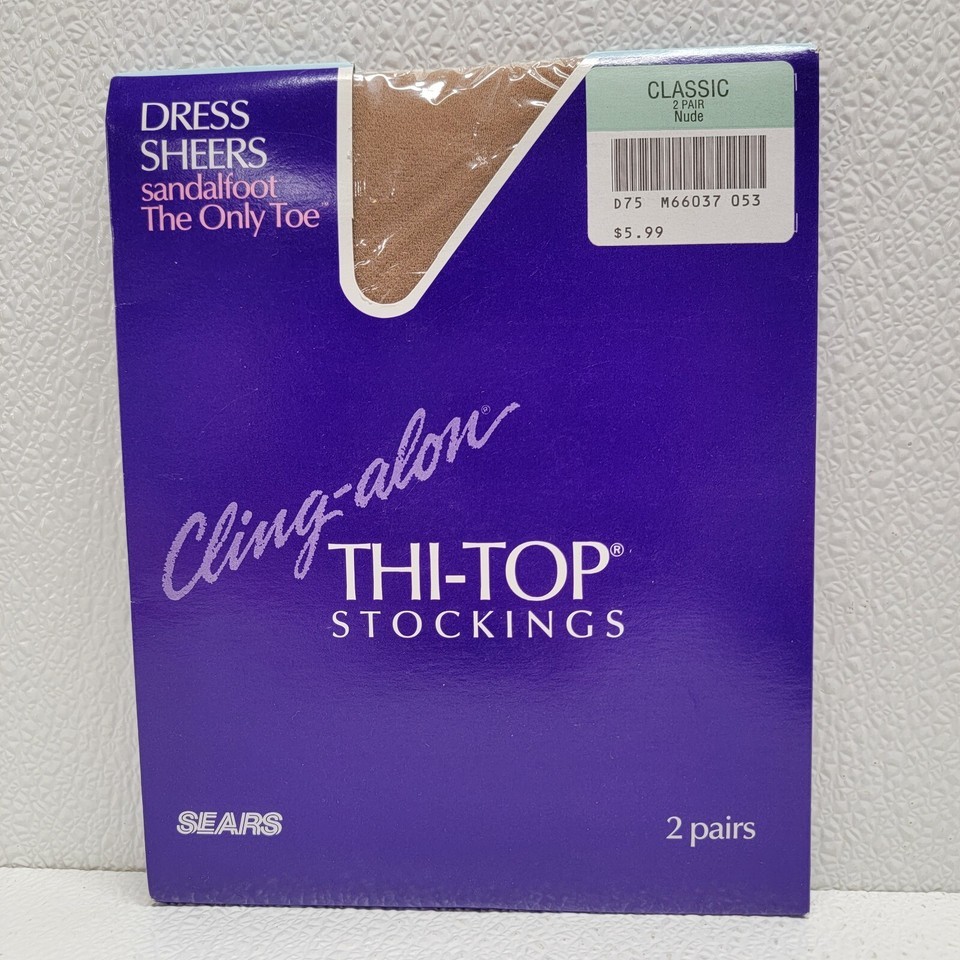 DRESS
SHEERS
sandalfoot
The Only Toe™
CLASSIC
2 PAIR
Nude
D75 M66037 053
$5.99
Cling-alon®
THI-TOP®
STOCKINGS
SEARS
2 pairs